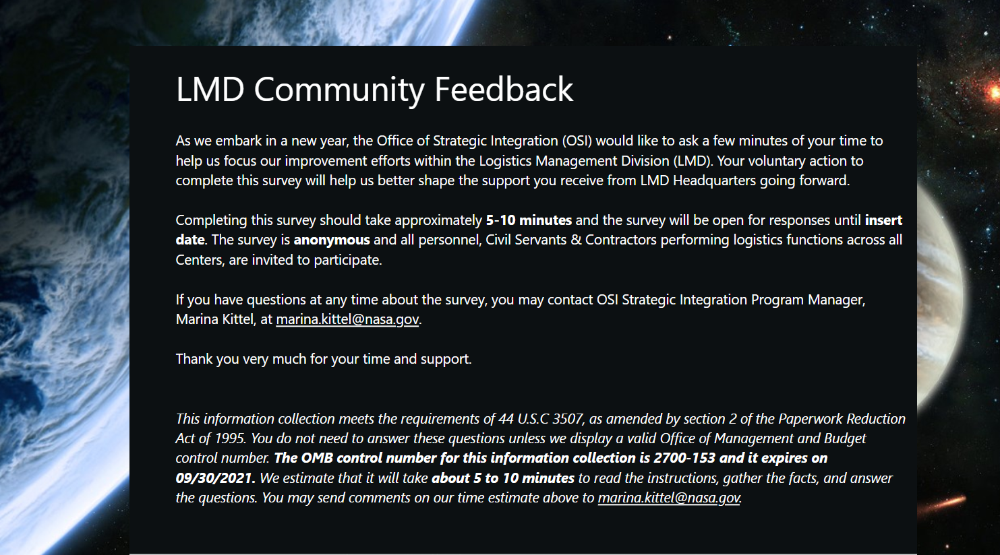 LMD Community Feedback
As we embark in a new year, the Office of Strategic Integration (OSI) would like to ask a few minutes of your time to
help us focus our improvement efforts within the Logistics Management Division (LMD). Your voluntary action to
complete this survey will help us better shape the support you receive from LMD Headquarters going forward.
Completing this survey should take approximately 5-10 minutes and the survey will be open for responses until insert
date. The survey is anonymous and all personnel, Civil Servants & Contractors performing logistics functions across all
Centers, are invited to participate.
If you have questions at any time about the survey, you may contact OSI Strategic Integration Program Manager,
Marina Kittel, at marina.kittel@nasa.gov.
Thank you very much for your time and support.
This information collection meets the requirements of 44 U.S.C 3507, as amended by section 2 of the Paperwork Reduction
Act of 1995. You do not need to answer these questions unless we display a valid Office of Management and Budget
control number. The OMB control number for this information collection is 2700-153 and it expires on
09/30/2021. We estimate that it will take about 5 to 10 minutes to read the instructions, gather the facts, and answer
the questions. You may send comments on our time estimate above to marina.kittel@nasa.gov.